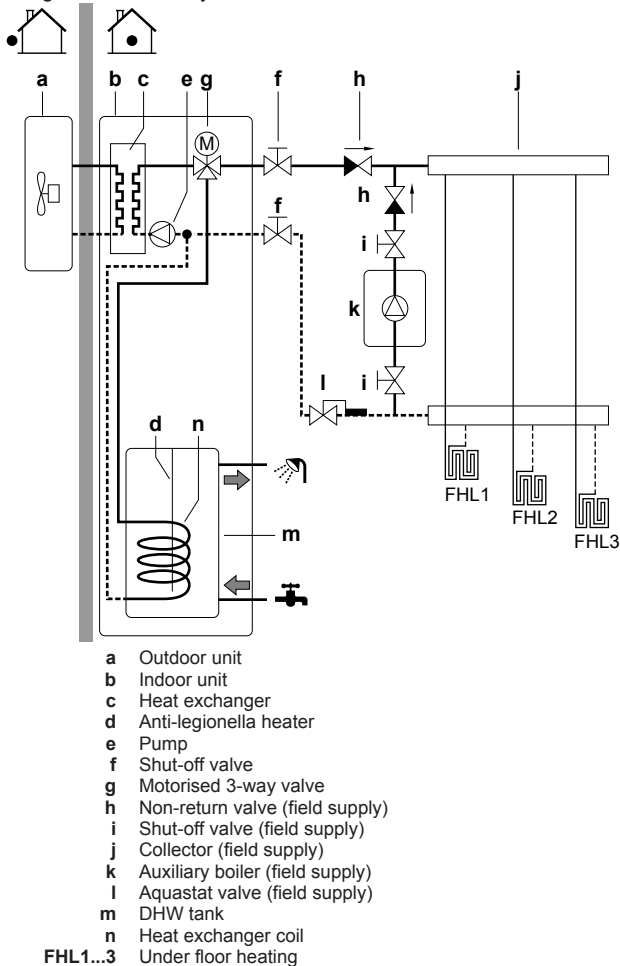 a b c e g f h j
M
h
f
i
k
l i
d n
FHL1
FHL2
FHL3
m
a Outdoor unit
b Indoor unit
c Heat exchanger
d Anti-legionella heater
e Pump
f Shut-off valve
g Motorised 3-way valve
h Non-return valve (field supply)
i Shut-off valve (field supply)
j Collector (field supply)
k Auxiliary boiler (field supply)
l Aquastat valve (field supply)
m DHW tank
n Heat exchanger coil
FHL1...3 Under floor heating